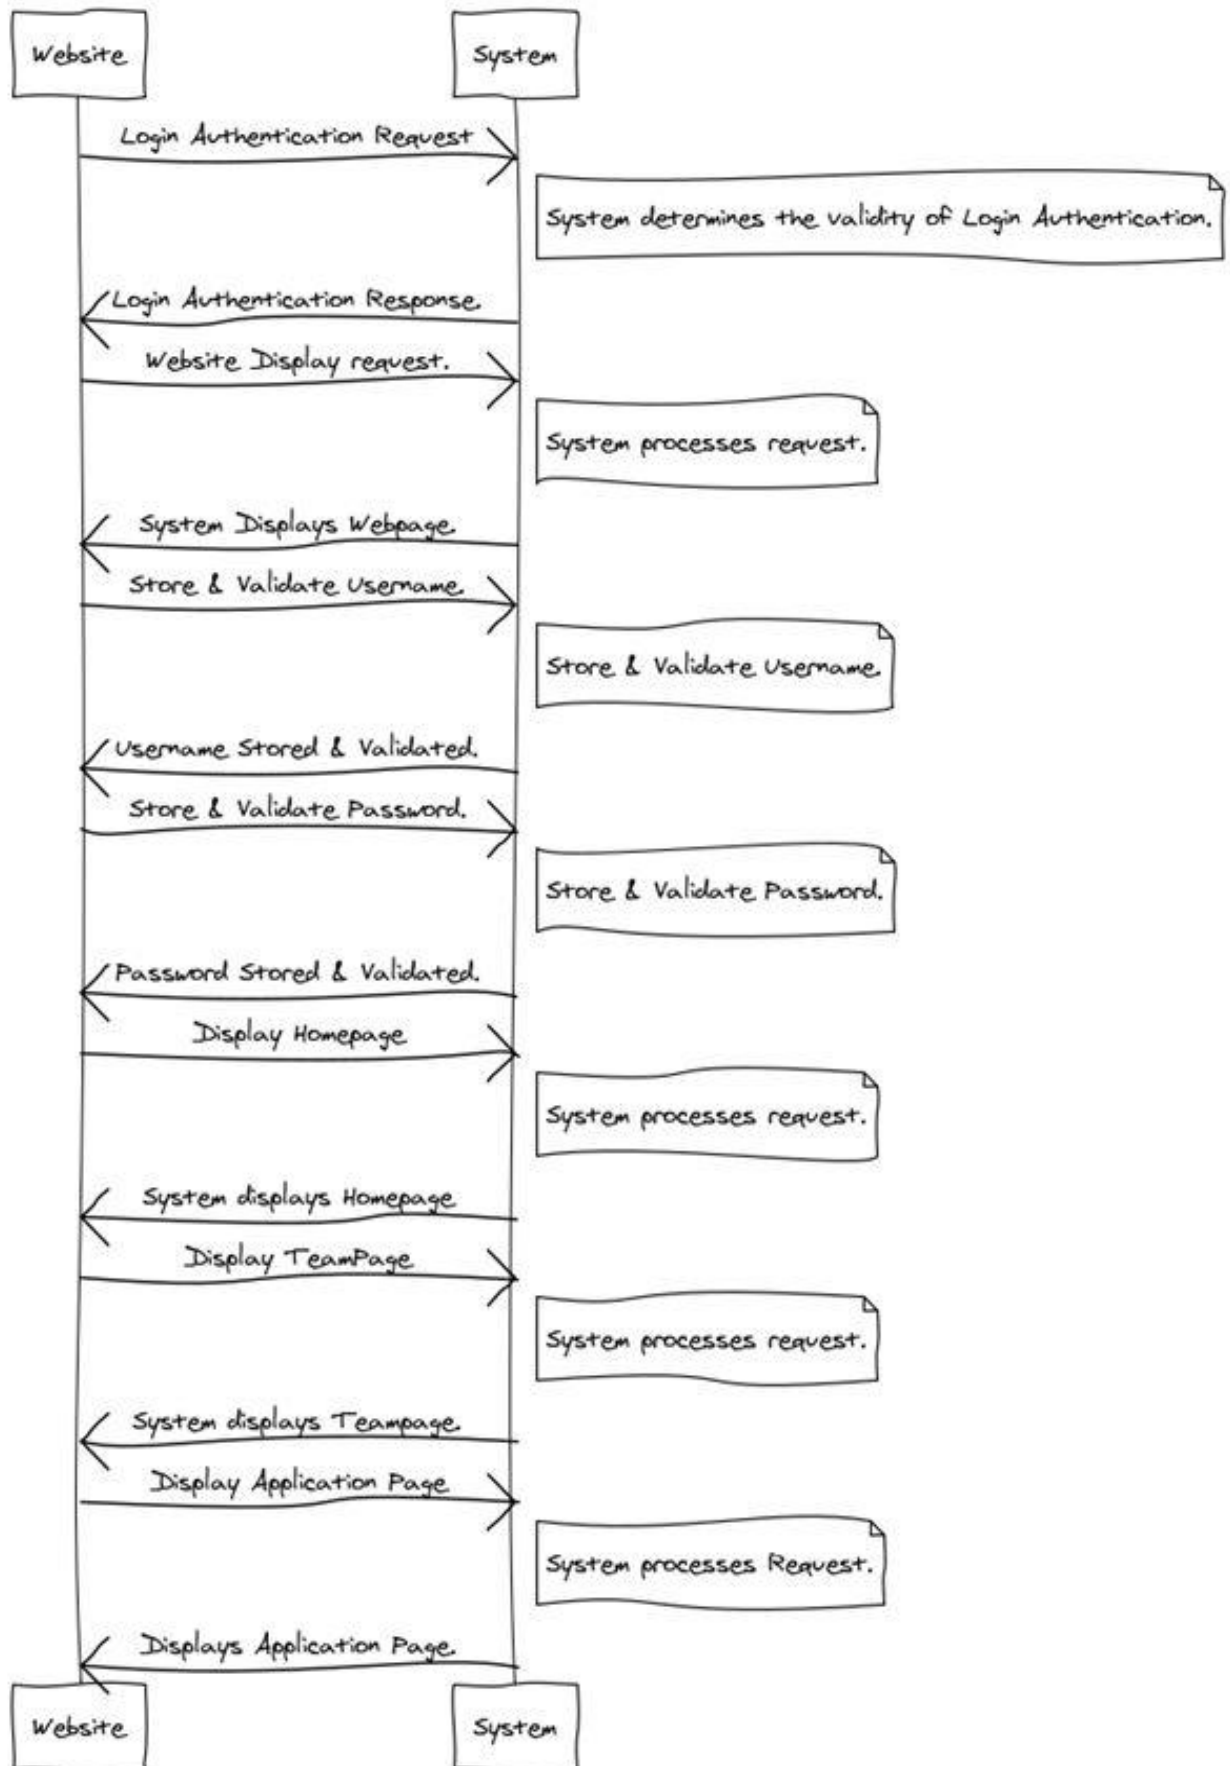 Website
System
Login Authentication Request
System determines the validity of Login Authentication.
Login Authentication Response.
Website Display request.
System processes request.
System Displays Webpage.
Store & Validate Username.
Store & Validate Username.
Username Stored & Validated.
Store & Validate Password.
Store & Validate Password.
Password Stored & Validated.
Display Homepage
System processes request.
System displays Homepage
Display TeamPage
System processes request.
System displays Teampage.
Display Application Page
System processes Request.
Displays Application Page.
Website
System